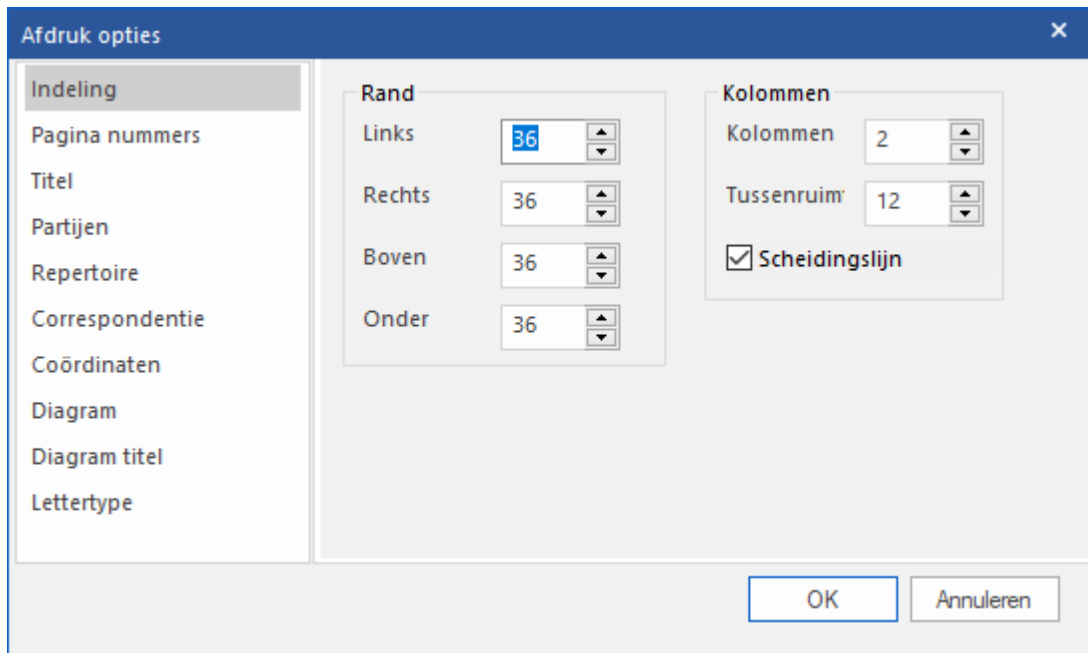 Afdruk opties
Indeling
Pagina nummers
Titel
Partijen
Repertoire
Correspondentie
Coördinaten
Diagram
Diagram titel
Lettertype
Rand
Links 36
Rechts 36
Boven 36
Onder 36
Kolommen
Kolommen 2
Tussenruimt 12
Scheidingslijn
OK Annuleren